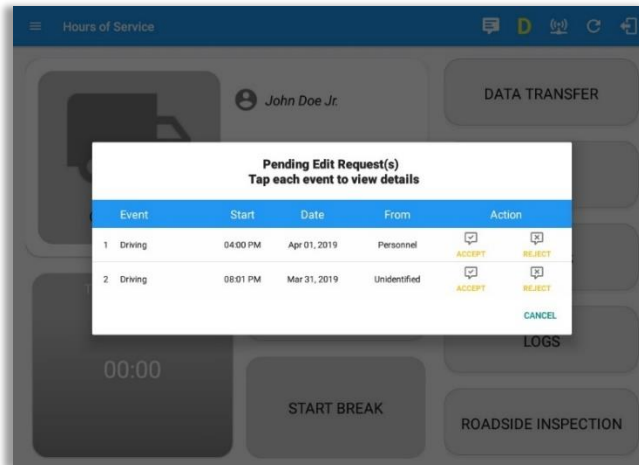 Hours of Service
D
John Doe Jr.
DATA TRANSFER
Pending Edit Request(s)
Tap each event to view details
Event Start Date From Action
1 Driving 04:00 PM Apr 01, 2019 Personnel ACCEPT REJECT
2 Driving 08:01 PM Mar 31, 2019 Unidentified ACCEPT REJECT
CANCEL
LOGS
00:00
START BREAK
ROADSIDE INSPECTION